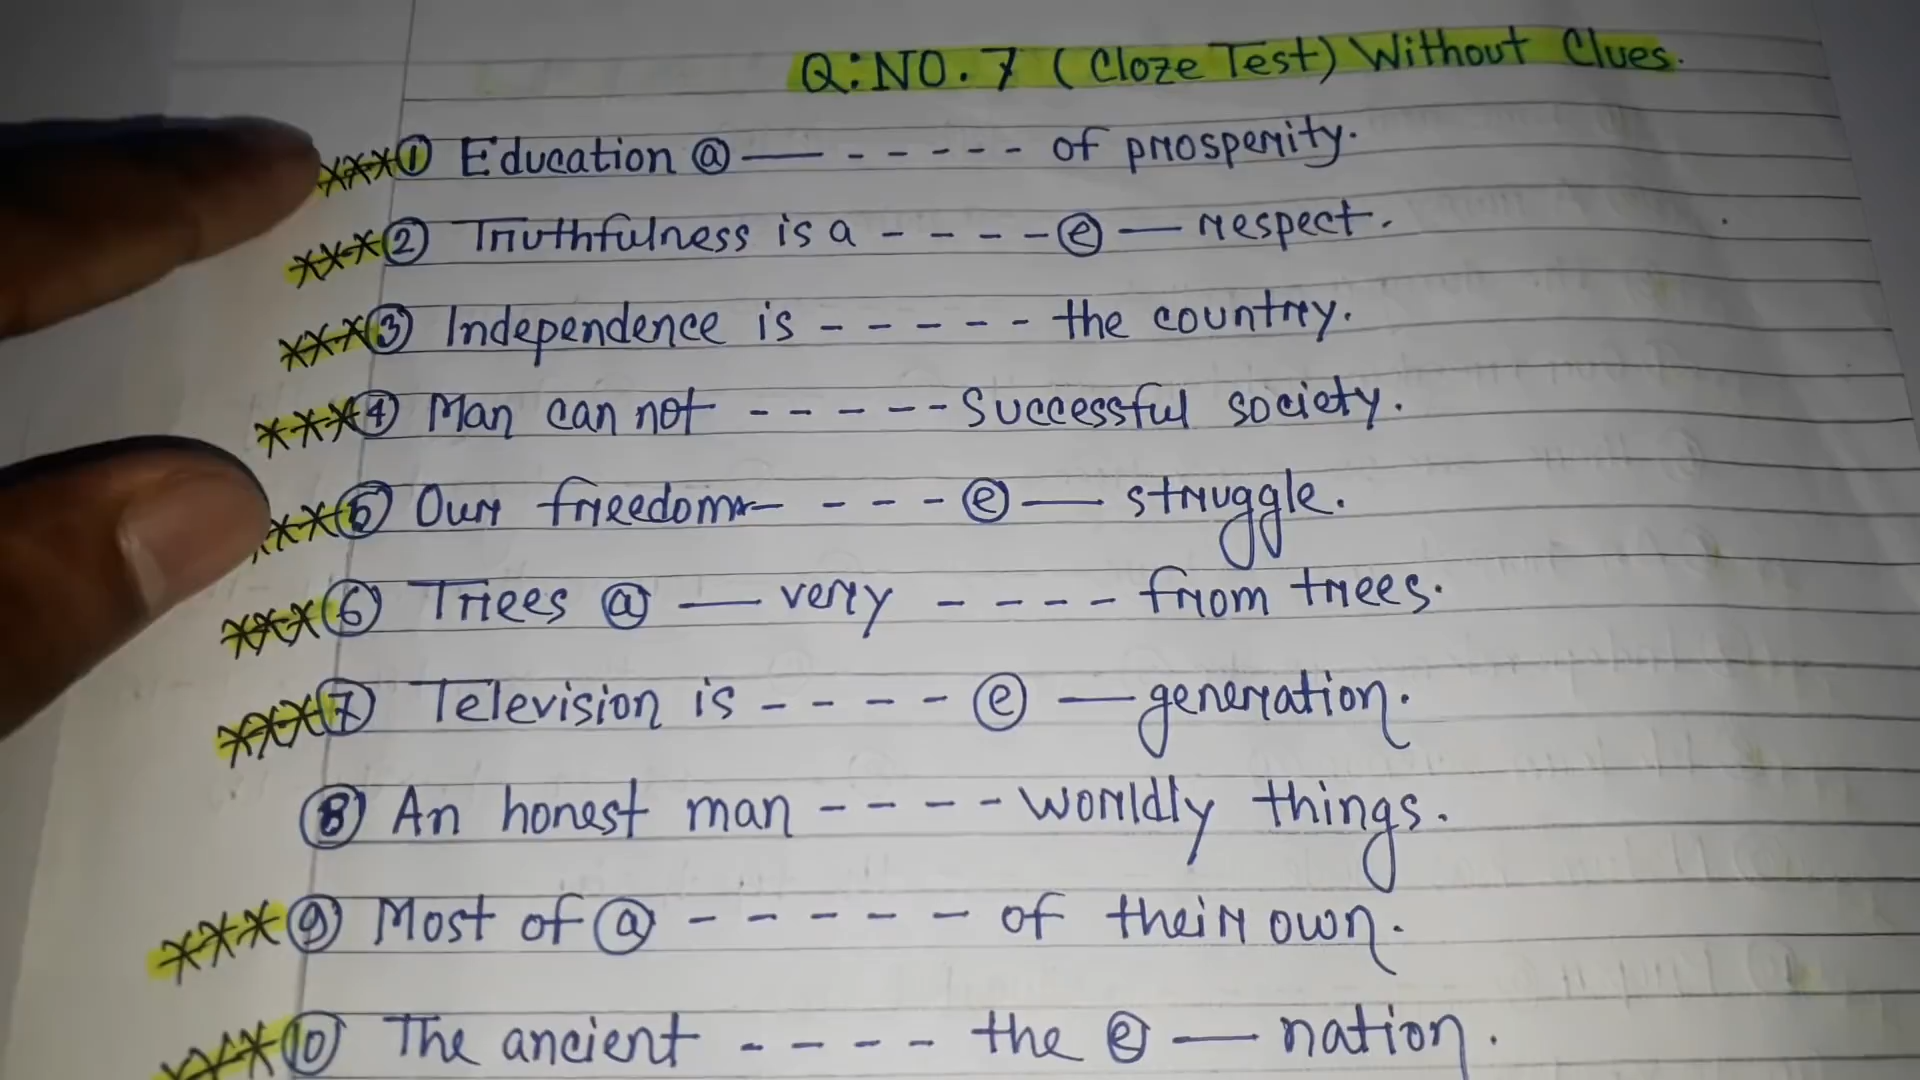 Q:NO. 7 (Cloze Test) Without Clues.
***① Education ⓐ — - - - - - of prosperity.
***② Truthfulness is a - - - - ⓔ — respect.
***③ Independence is - - - - - - the country.
***④ Man can not - - - - - - Successful society.
***⑤ Our freedom — - - - ⓔ — struggle.
***⑥ Trees ⓐ — very - - - - from trees.
***⑦ Television is - - - - ⓔ — generation.
⑧ An honest man - - - - worldly things.
***⑨ Most of ⓐ - - - - - - of their own.
***⑩ The ancient - - - - the ⓔ — nation.